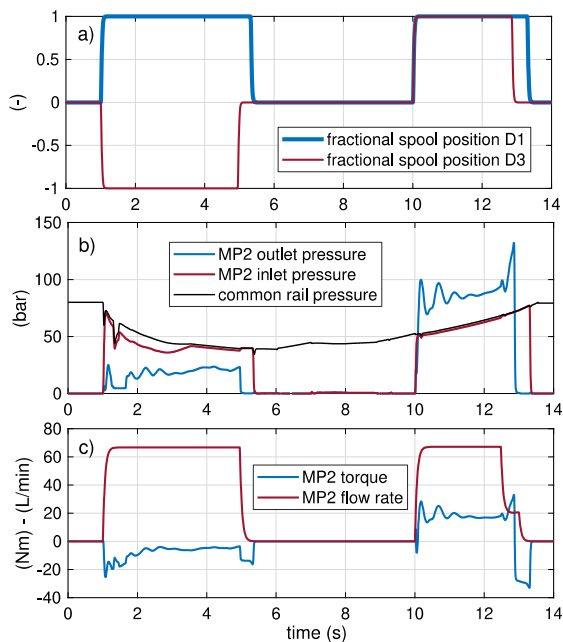 a)
1
0.5
0
-0.5
-1
(-)
fractional spool position D1
fractional spool position D3
0 2 4 6 8 10 12 14
b)
150
100
50
0
(bar)
MP2 outlet pressure
MP2 inlet pressure
common rail pressure
0 2 4 6 8 10 12 14
c)
80
60
40
20
0
-20
-40
(Nm) - (L/min)
MP2 torque
MP2 flow rate
0 2 4 6 8 10 12 14
time (s)